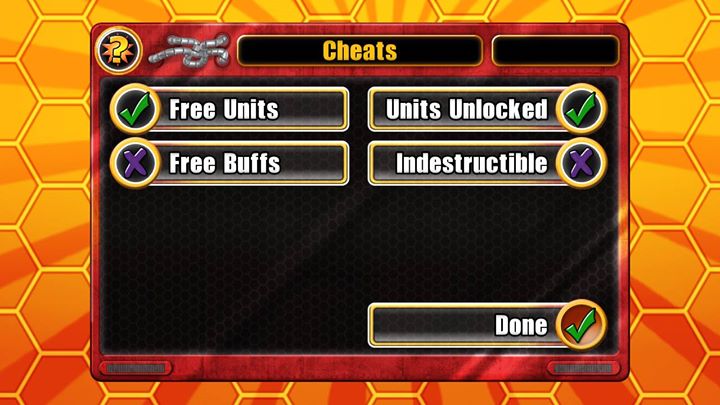 ?
Cheats
Free Units
Units Unlocked
Free Buffs
Indestructible
Done